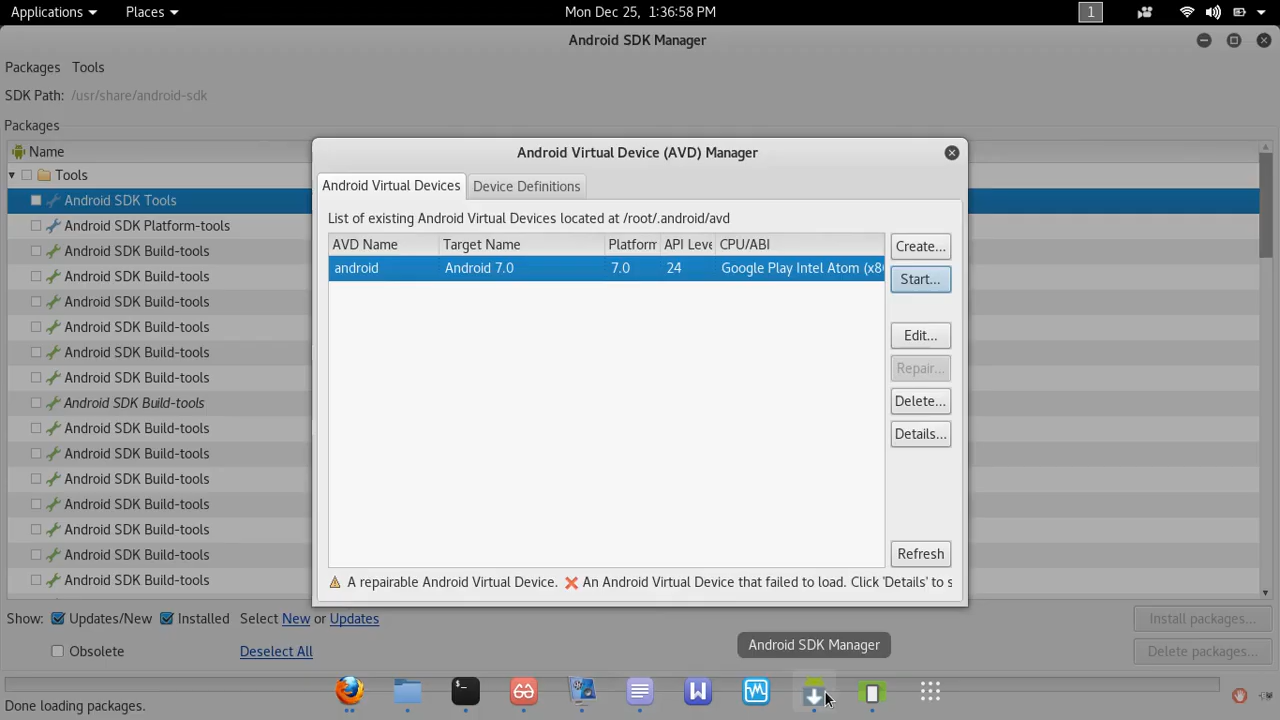 Applications Places Mon Dec 25, 1:36:58 PM 1
Android SDK Manager
Packages Tools
SDK Path: /usr/share/android-sdk
Packages
Name
Tools
Android SDK Tools
Android SDK Platform-tools
Android SDK Build-tools
Android SDK Build-tools
Android SDK Build-tools
Android SDK Build-tools
Android SDK Build-tools
Android SDK Build-tools
Android SDK Build-tools
Android SDK Build-tools
Android SDK Build-tools
Android SDK Build-tools
Android SDK Build-tools
Android SDK Build-tools
Android SDK Build-tools
Android SDK Build-tools
Android Virtual Device (AVD) Manager
Android Virtual Devices Device Definitions
List of existing Android Virtual Devices located at /root/.android/avd
AVD Name Target Name Platform API Leve CPU/ABI
android Android 7.0 7.0 24 Google Play Intel Atom (x8
Create...
Start...
Edit...
Repair...
Delete...
Details...
Refresh
A repairable Android Virtual Device. An Android Virtual Device that failed to load. Click 'Details' to s
Show: Updates/New Installed Select New or Updates Install packages...
Obsolete Deselect All Delete packages...
Android SDK Manager
Done loading packages.